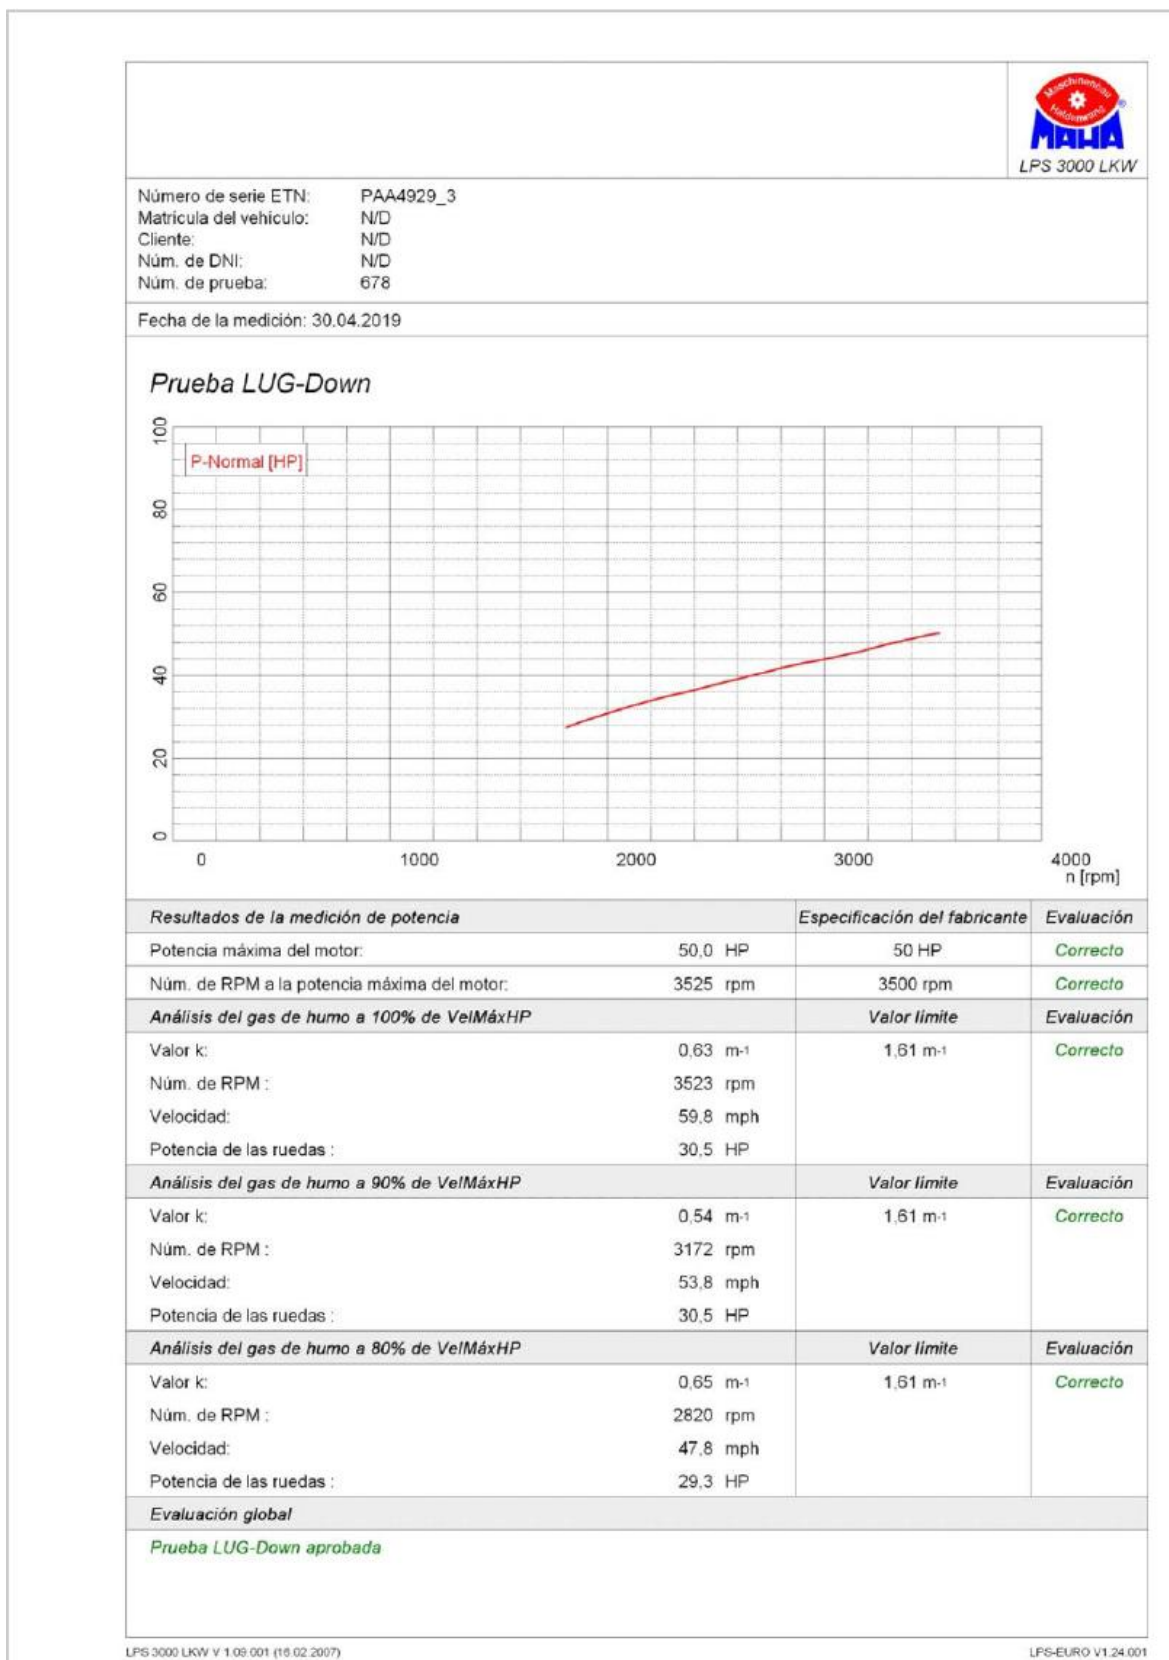 Maschinenbau
Haldenwang
MAHA®
LPS 3000 LKW
Número de serie ETN: PAA4929_3
Matrícula del vehículo: N/D
Cliente: N/D
Núm. de DNI: N/D
Núm. de prueba: 678
Fecha de la medición: 30.04.2019
Prueba LUG-Down
100
P-Normal [HP]
80
60
40
20
0
0 1000 2000 3000 4000
n [rpm]
Resultados de la medición de potencia Especificación del fabricante Evaluación
Potencia máxima del motor: 50,0 HP 50 HP Correcto
Núm. de RPM a la potencia máxima del motor: 3525 rpm 3500 rpm Correcto
Análisis del gas de humo a 100% de VelMáxHP Valor límite Evaluación
Valor k: 0,63 m-1 1,61 m-1 Correcto
Núm. de RPM : 3523 rpm
Velocidad: 59,8 mph
Potencia de las ruedas : 30,5 HP
Análisis del gas de humo a 90% de VelMáxHP Valor límite Evaluación
Valor k: 0,54 m-1 1,61 m-1 Correcto
Núm. de RPM : 3172 rpm
Velocidad: 53,8 mph
Potencia de las ruedas : 30,5 HP
Análisis del gas de humo a 80% de VelMáxHP Valor límite Evaluación
Valor k: 0,65 m-1 1,61 m-1 Correcto
Núm. de RPM : 2820 rpm
Velocidad: 47,8 mph
Potencia de las ruedas : 29,3 HP
Evaluación global
Prueba LUG-Down aprobada
LPS 3000 LKW V 1.09.001 (16.02.2007) LPS-EURO V1.24.001